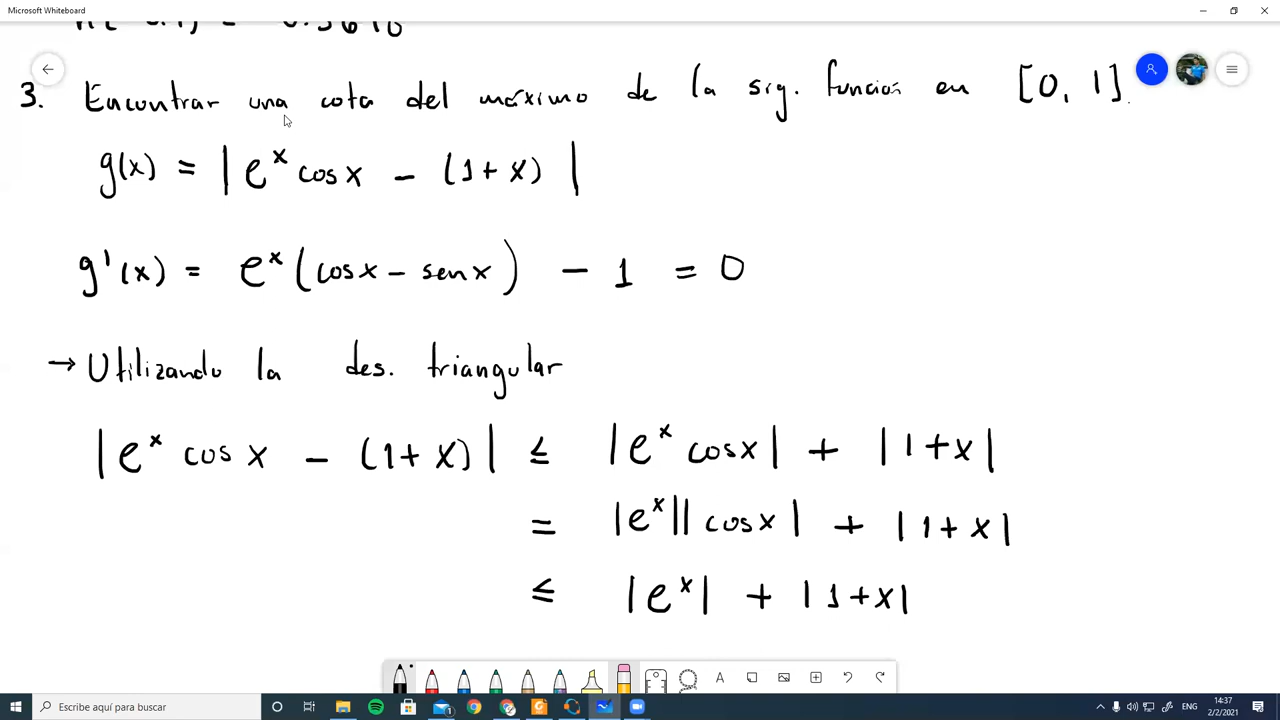 Microsoft Whiteboard
3. Encontrar una cota del máximo de la sig. función en [0, 1].
g(x) = | e^x cos x - (1 + x) |
g'(x) = e^x (cos x - sen x) - 1 = 0
→ Utilizando la des. triangular
| e^x cos x - (1 + x) | ≤ | e^x cos x | + | 1 + x |
= | e^x | | cos x | + | 1 + x |
≤ | e^x | + | 1 + x |
Escribe aquí para buscar
ENG
14:37
2/2/2021